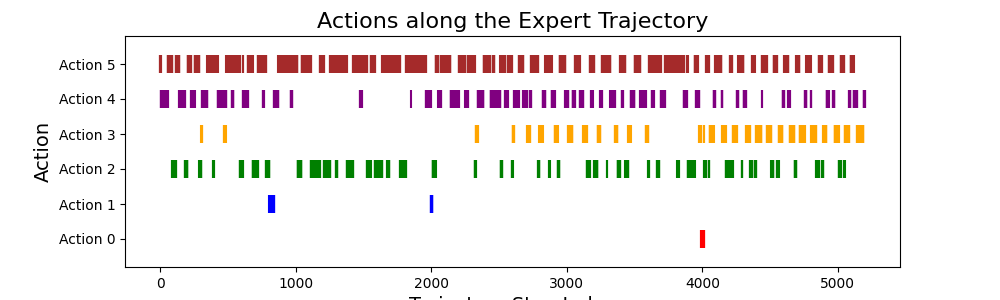 Actions along the Expert Trajectory
Action
Action 5
Action 4
Action 3
Action 2
Action 1
Action 0
0 1000 2000 3000 4000 5000